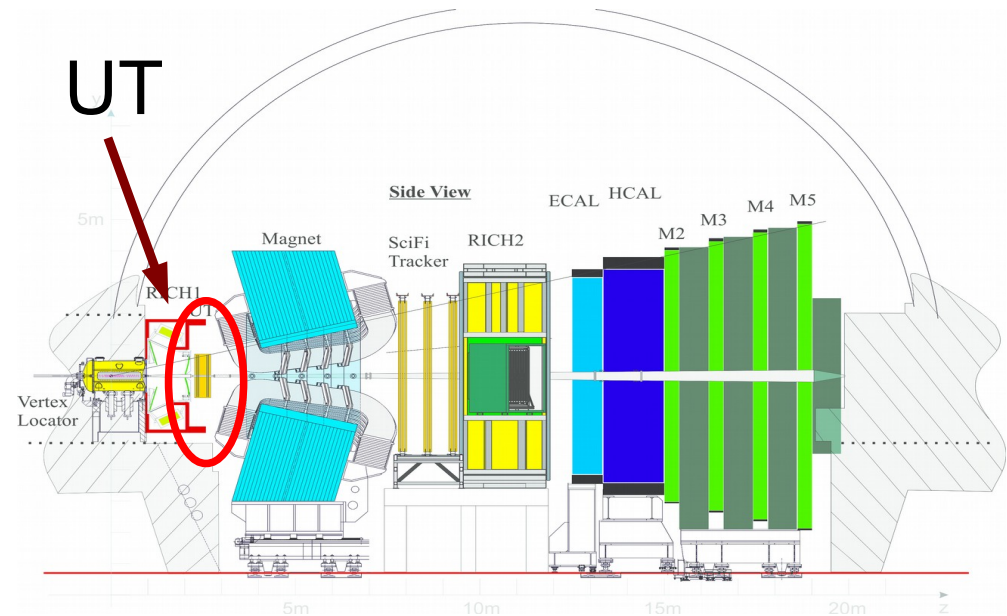 UT
Y
5m
Side View
ECAL
HCAL
M2
M3
M4
M5
Magnet
SciFi
Tracker
RICH2
RICH1
UT
Vertex
Locator
5m
10m
15m
20m
Z